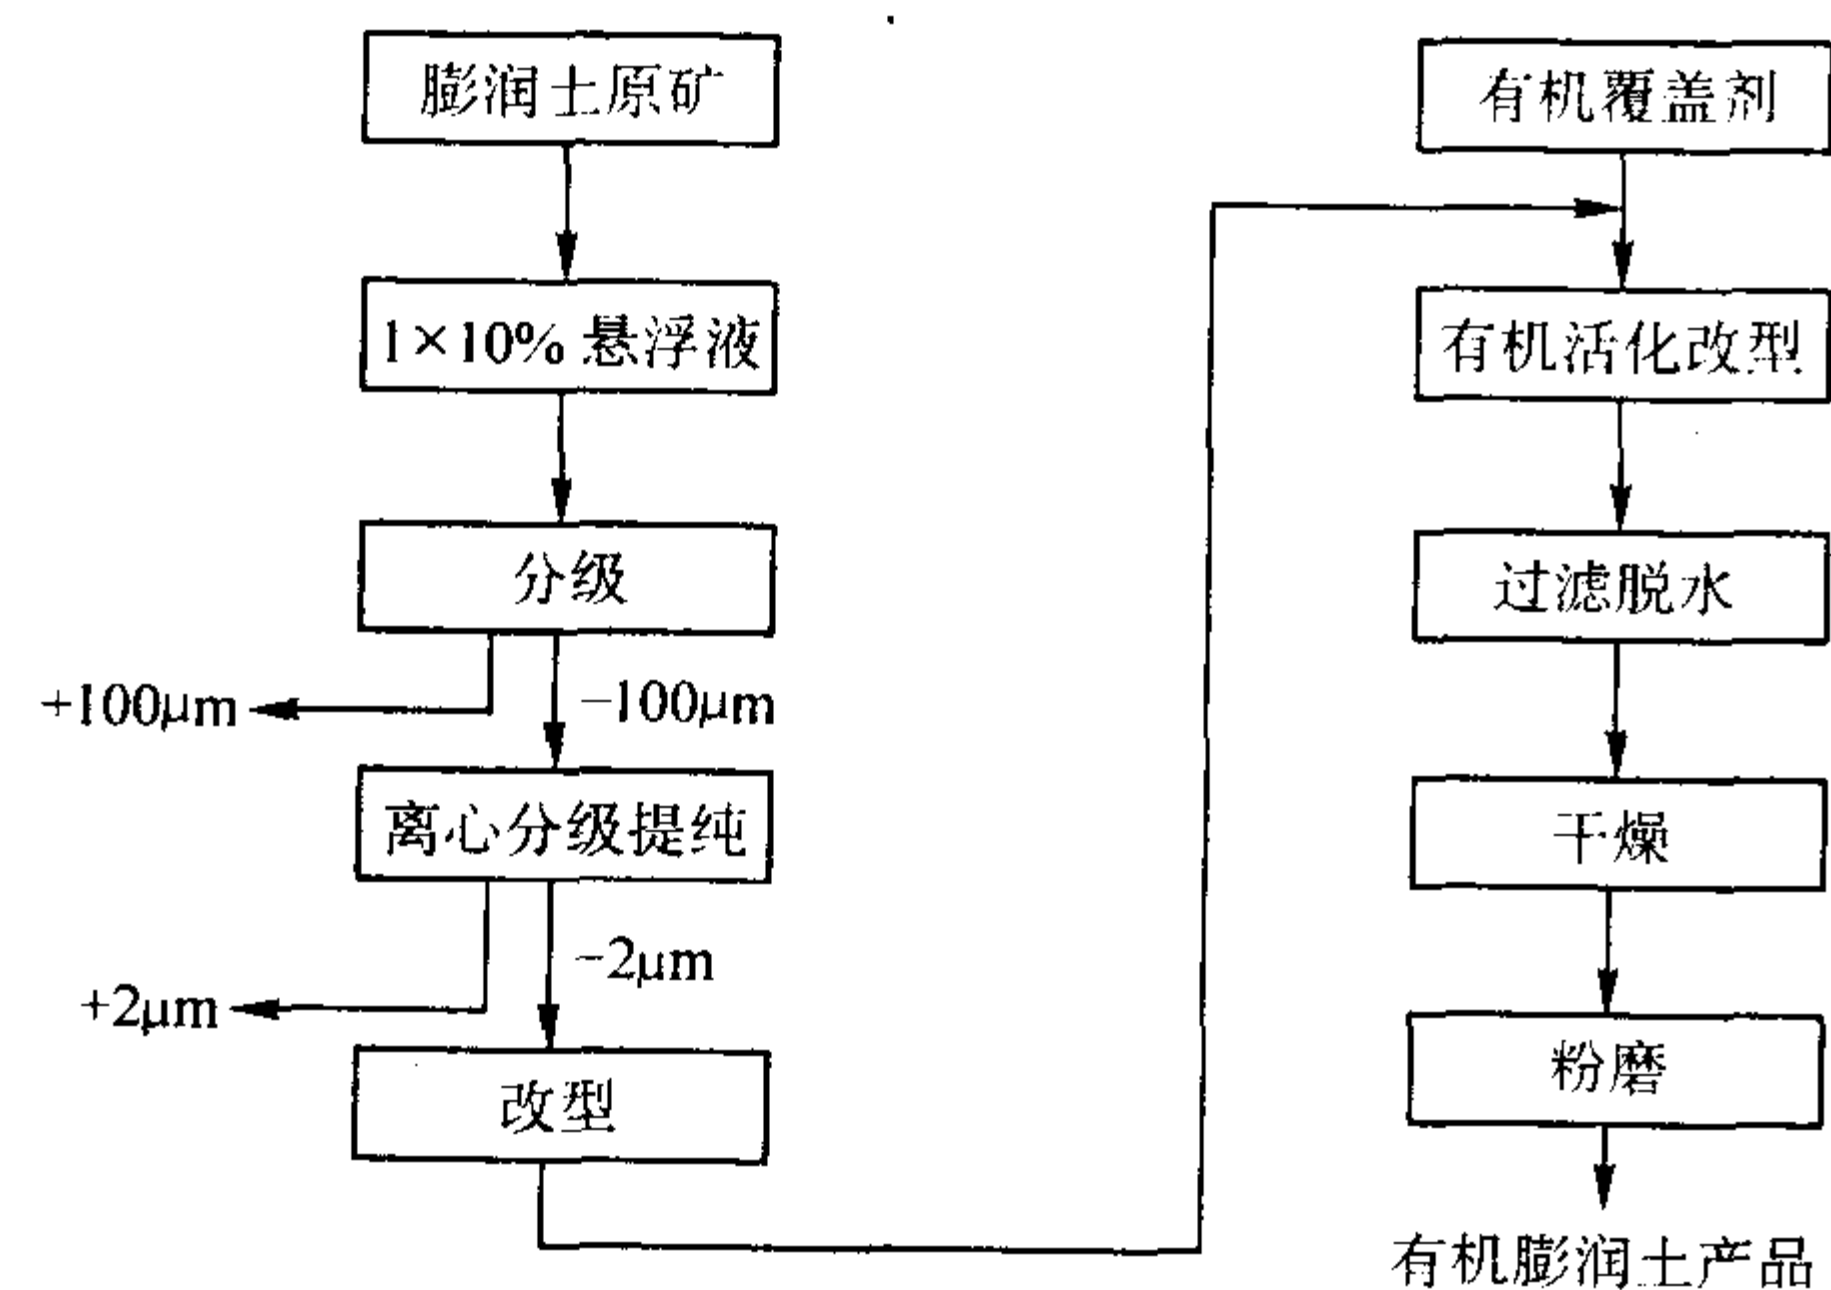 膨润土原矿
1×10% 悬浮液
分级
+100μm
-100μm
离心分级提纯
-2μm
+2μm
改型
有机覆盖剂
有机活化改型
过滤脱水
干燥
粉磨
有机膨润土产品